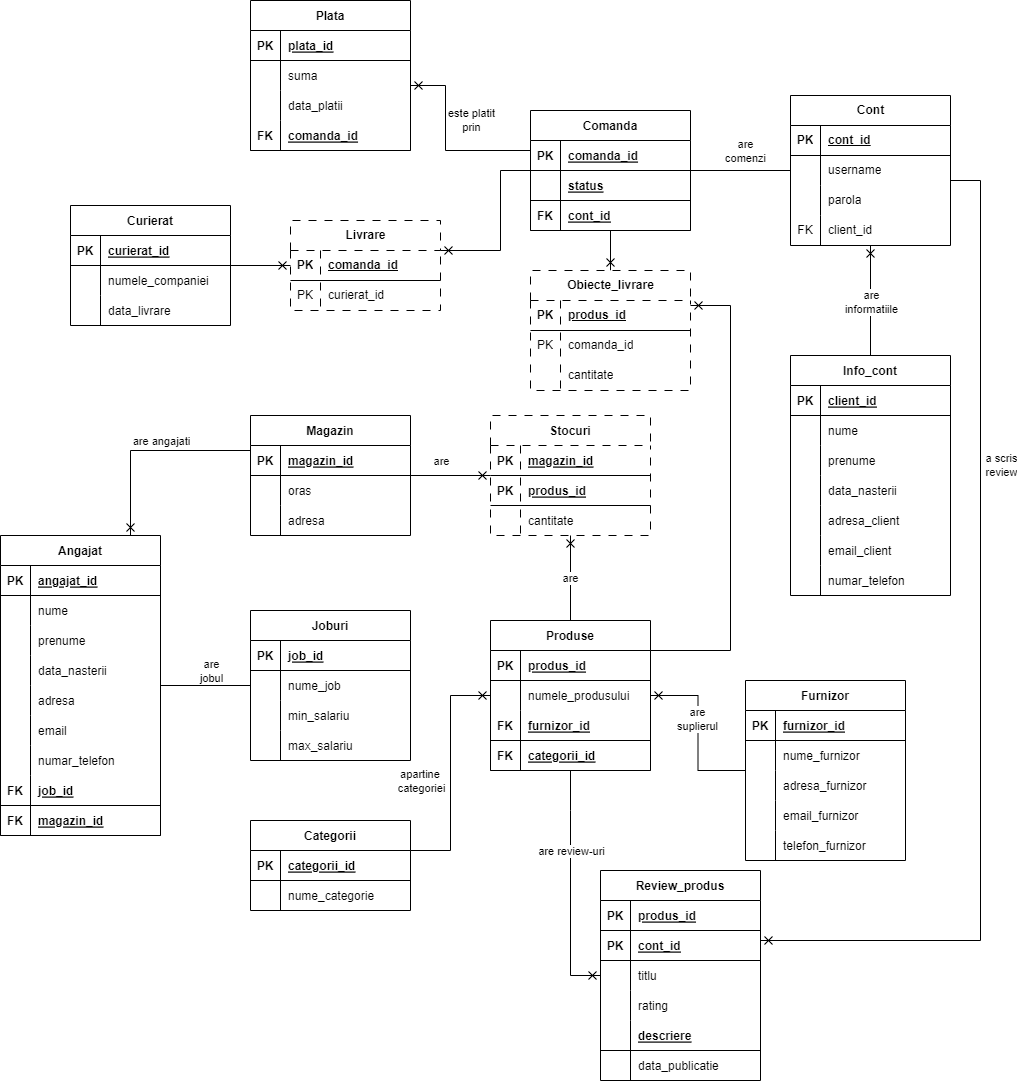 Plata
PK plata_id
suma
data_platii
FK comanda_id
este platit
prin
Comanda
PK comanda_id
status
FK cont_id
are
comenzi
Cont
PK cont_id
username
parola
FK client_id
Curierat
PK curierat_id
numele_companiei
data_livrare
Livrare
PK comanda_id
PK curierat_id
Obiecte_livrare
PK produs_id
PK comanda_id
cantitate
are
informatiile
Info_cont
PK client_id
nume
prenume
data_nasterii
adresa_client
email_client
numar_telefon
a scris
review
are angajati
Magazin
PK magazin_id
oras
adresa
are
Stocuri
PK magazin_id
PK produs_id
cantitate
are
Angajat
PK angajat_id
nume
prenume
data_nasterii
adresa
email
numar_telefon
FK job_id
FK magazin_id
are
jobul
Joburi
PK job_id
nume_job
min_salariu
max_salariu
Produse
PK produs_id
numele_produsului
FK furnizor_id
FK categorii_id
are
suplierul
Furnizor
PK furnizor_id
nume_furnizor
adresa_furnizor
email_furnizor
telefon_furnizor
apartine
categoriei
Categorii
PK categorii_id
nume_categorie
are review-uri
Review_produs
PK produs_id
PK cont_id
titlu
rating
descriere
data_publicatie